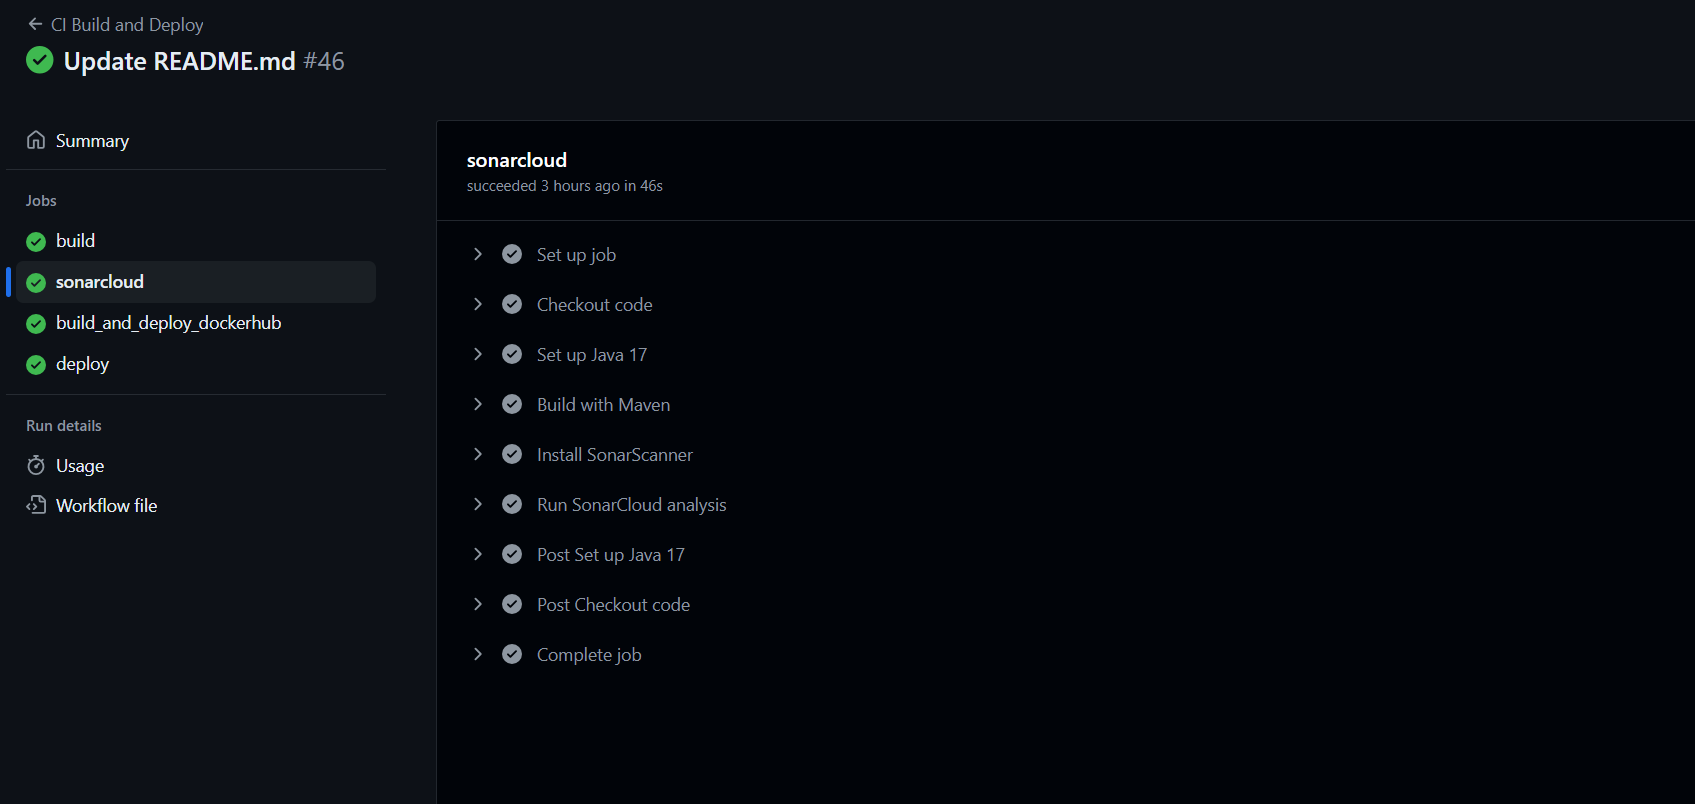 CI Build and Deploy
Update README.md #46
Summary
Jobs
build
sonarcloud
build_and_deploy_dockerhub
deploy
Run details
Usage
Workflow file
sonarcloud
succeeded 3 hours ago in 46s
Set up job
Checkout code
Set up Java 17
Build with Maven
Install SonarScanner
Run SonarCloud analysis
Post Set up Java 17
Post Checkout code
Complete job